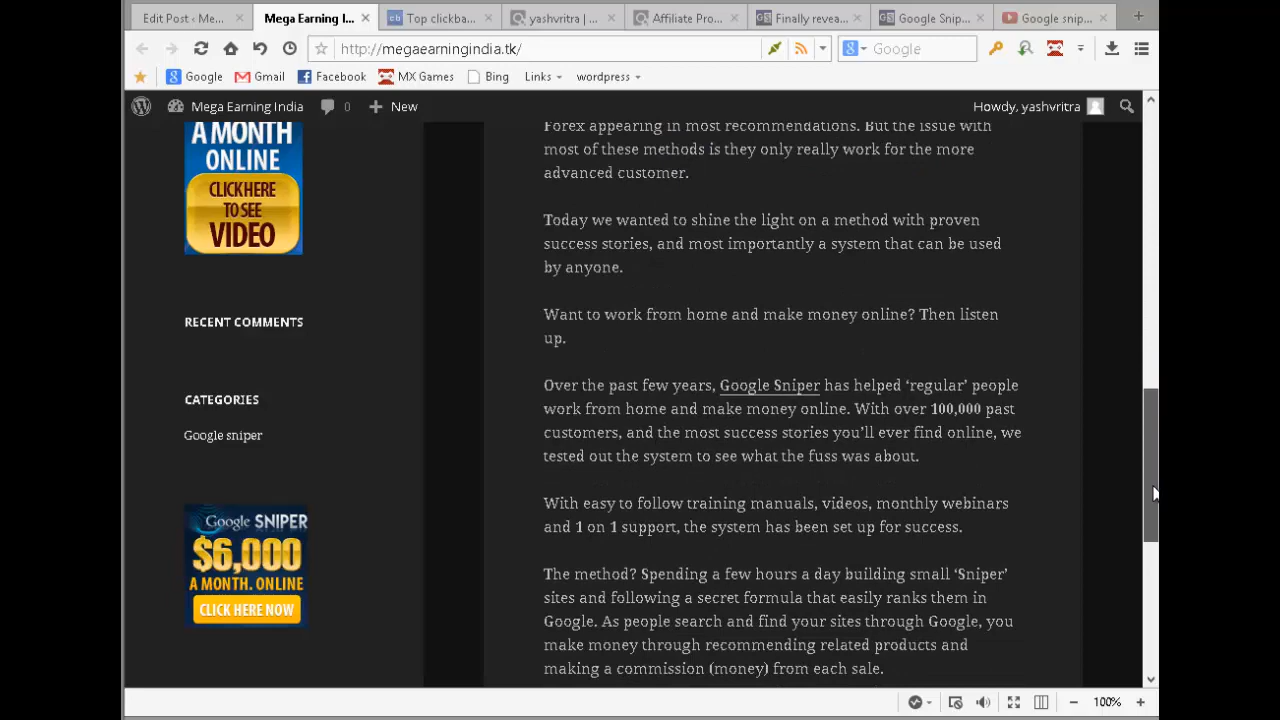 Edit Post ‹ Me...
Mega Earning I...
Top clickba...
yashvritra | ...
Affiliate Pro...
Finally revea...
Google Snip...
Google snip...
http://megaearningindia.tk/
Google
Google
Gmail
Facebook
MX Games
Bing
Links
wordpress
Mega Earning India
0
New
Howdy, yashvritra
A MONTH
ONLINE
CLICK HERE
TO SEE
VIDEO
RECENT COMMENTS
CATEGORIES
Google sniper
Google SNIPER
$6,000
A MONTH. ONLINE
CLICK HERE NOW
Forex appearing in most recommendations. But the issue with
most of these methods is they only really work for the more
advanced customer.
Today we wanted to shine the light on a method with proven
success stories, and most importantly a system that can be used
by anyone.
Want to work from home and make money online? Then listen
up.
Over the past few years, Google Sniper has helped ‘regular’ people
work from home and make money online. With over 100,000 past
customers, and the most success stories you’ll ever find online, we
tested out the system to see what the fuss was about.
With easy to follow training manuals, videos, monthly webinars
and 1 on 1 support, the system has been set up for success.
The method? Spending a few hours a day building small ‘Sniper’
sites and following a secret formula that easily ranks them in
Google. As people search and find your sites through Google, you
make money through recommending related products and
making a commission (money) from each sale.
100%